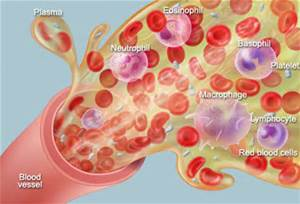 Plasma
Eosinophil
Neutrophil
Basophil
Platelet
Macrophage
Lymphocyte
Red blood cells
Blood
vessel